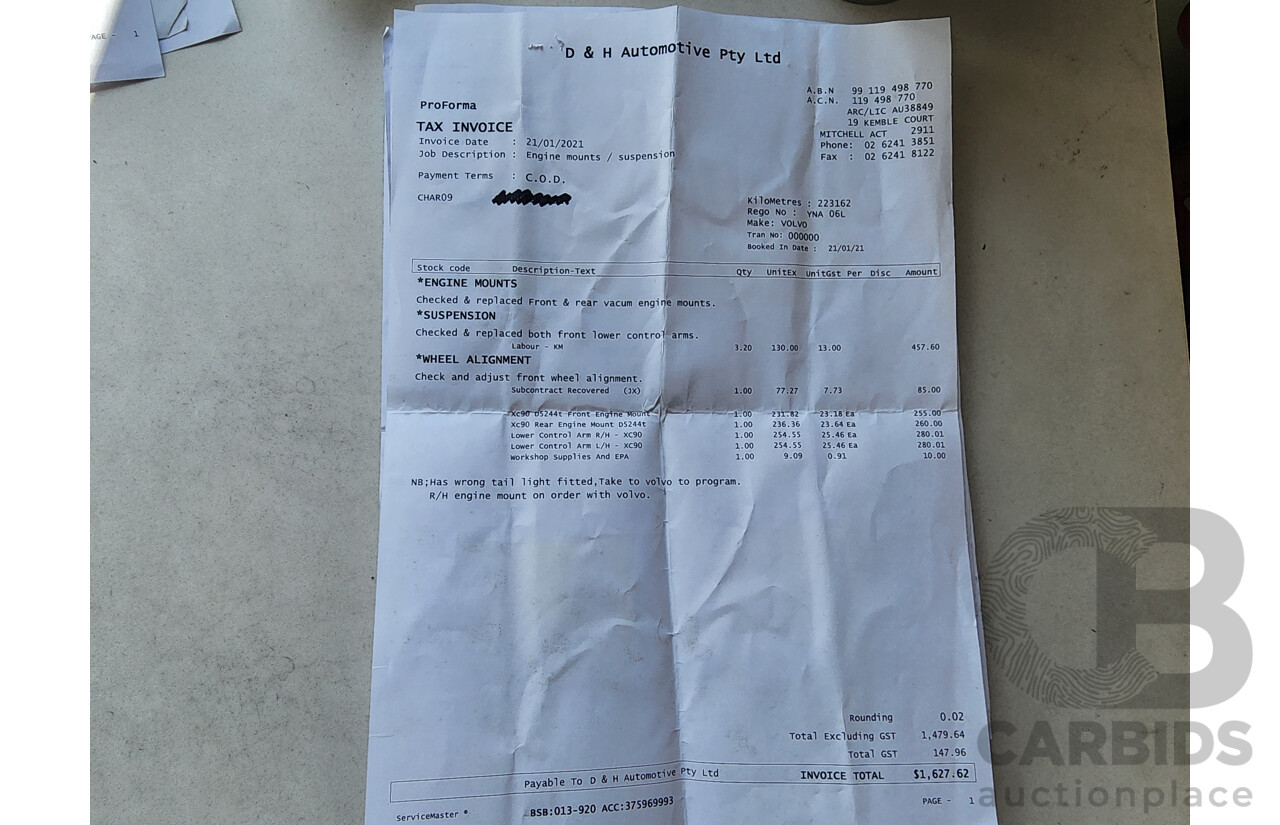 AGE - 1
D & H Automotive Pty Ltd
A.B.N 99 119 498 770
A.C.N. 119 498 770
ARC/LIC AU38849
19 KEMBLE COURT
MITCHELL ACT 2911
Phone: 02 6241 3851
Fax : 02 6241 8122
ProForma
TAX INVOICE
Invoice Date : 21/01/2021
Job Description : Engine mounts / suspension
Payment Terms : C.O.D.
CHAR09
KiloMetres : 223162
Rego No : YNA 06L
Make: VOLVO
Tran No: 000000
Booked In Date : 21/01/21
Stock code Description-Text Qty UnitEx UnitGst Per Disc Amount
*ENGINE MOUNTS
Checked & replaced Front & rear vacum engine mounts.
*SUSPENSION
Checked & replaced both front lower control arms.
Labour - KM 3.20 130.00 13.00 457.60
*WHEEL ALIGNMENT
Check and adjust front wheel alignment.
Subcontract Recovered (JX) 1.00 77.27 7.73 85.00
Xc90 D5244t Front Engine Mount 1.00 231.82 23.18 Ea 255.00
Xc90 Rear Engine Mount D5244t 1.00 236.36 23.64 Ea 260.00
Lower Control Arm R/H - XC90 1.00 254.55 25.46 Ea 280.01
Lower Control Arm L/H - XC90 1.00 254.55 25.46 Ea 280.01
Workshop Supplies And EPA 1.00 9.09 0.91 10.00
NB;Has wrong tail light fitted,Take to volvo to program.
R/H engine mount on order with volvo.
Rounding 0.02
Total Excluding GST 1,479.64
Total GST 147.96
Payable To D & H Automotive Pty Ltd INVOICE TOTAL $1,627.62
ServiceMaster ® BSB:013-920 ACC:375969993 PAGE - 1
CB
CARBIDS
auctionplace